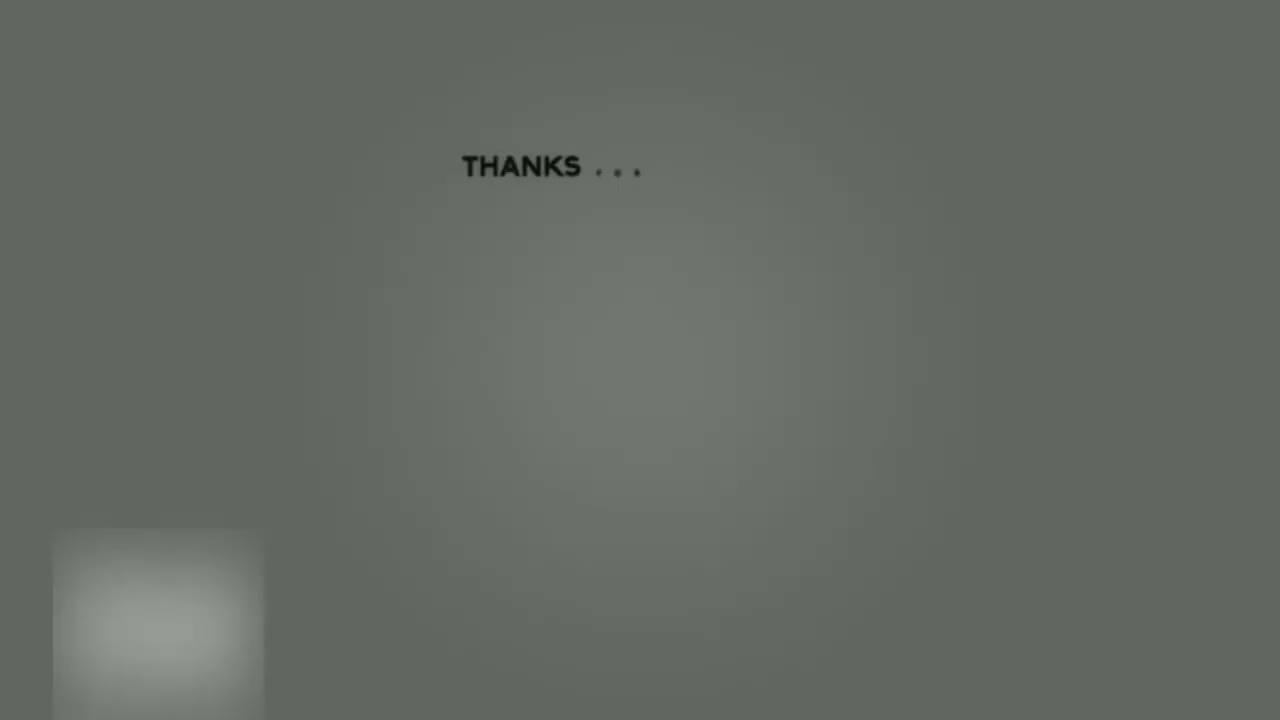 THANKS . . .